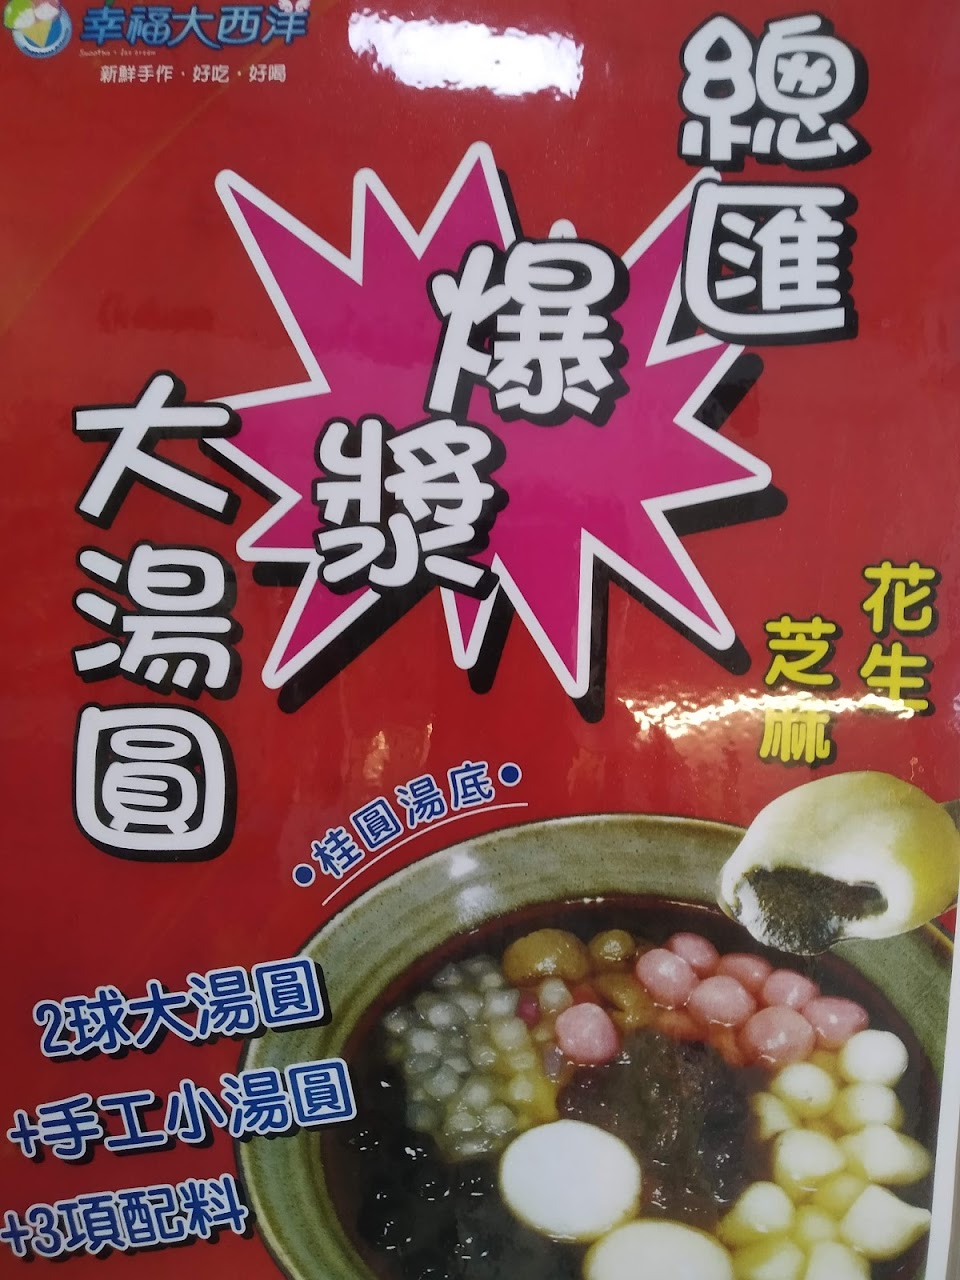 幸福大西洋
新鮮手作．好吃．好喝
總匯
爆漿
大湯圓
花生
芝麻
•桂圓湯底•
2球大湯圓
+手工小湯圓
+3項配料